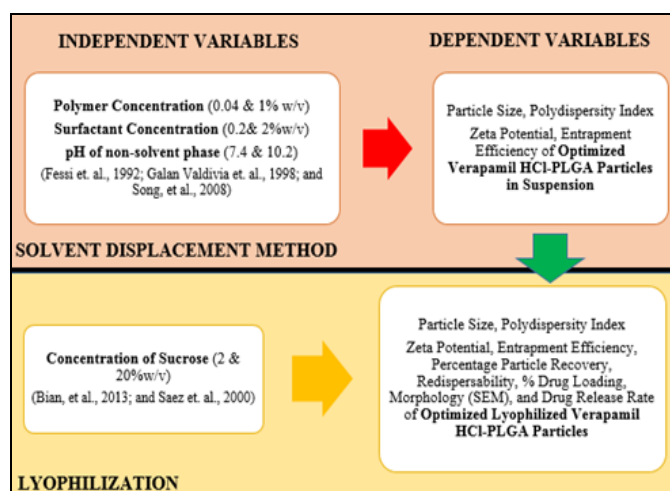 INDEPENDENT VARIABLES
DEPENDENT VARIABLES
Polymer Concentration (0.04 & 1% w/v)
Surfactant Concentration (0.2& 2%w/v)
pH of non-solvent phase (7.4 & 10.2)
(Fessi et. al., 1992; Galan Valdivia et. al., 1998; and
Song, et al., 2008)
Particle Size, Polydispersity Index
Zeta Potential, Entrapment
Efficiency of Optimized
Verapamil HCl-PLGA Particles
in Suspension
SOLVENT DISPLACEMENT METHOD
Concentration of Sucrose (2 &
20%w/v)
(Bian, et al., 2013; and Saez et. al., 2000)
Particle Size, Polydispersity Index
Zeta Potential, Entrapment Efficiency,
Percentage Particle Recovery,
Redispersability, % Drug Loading,
Morphology (SEM), and Drug Release Rate
of Optimized Lyophilized Verapamil
HCl-PLGA Particles
LYOPHILIZATION